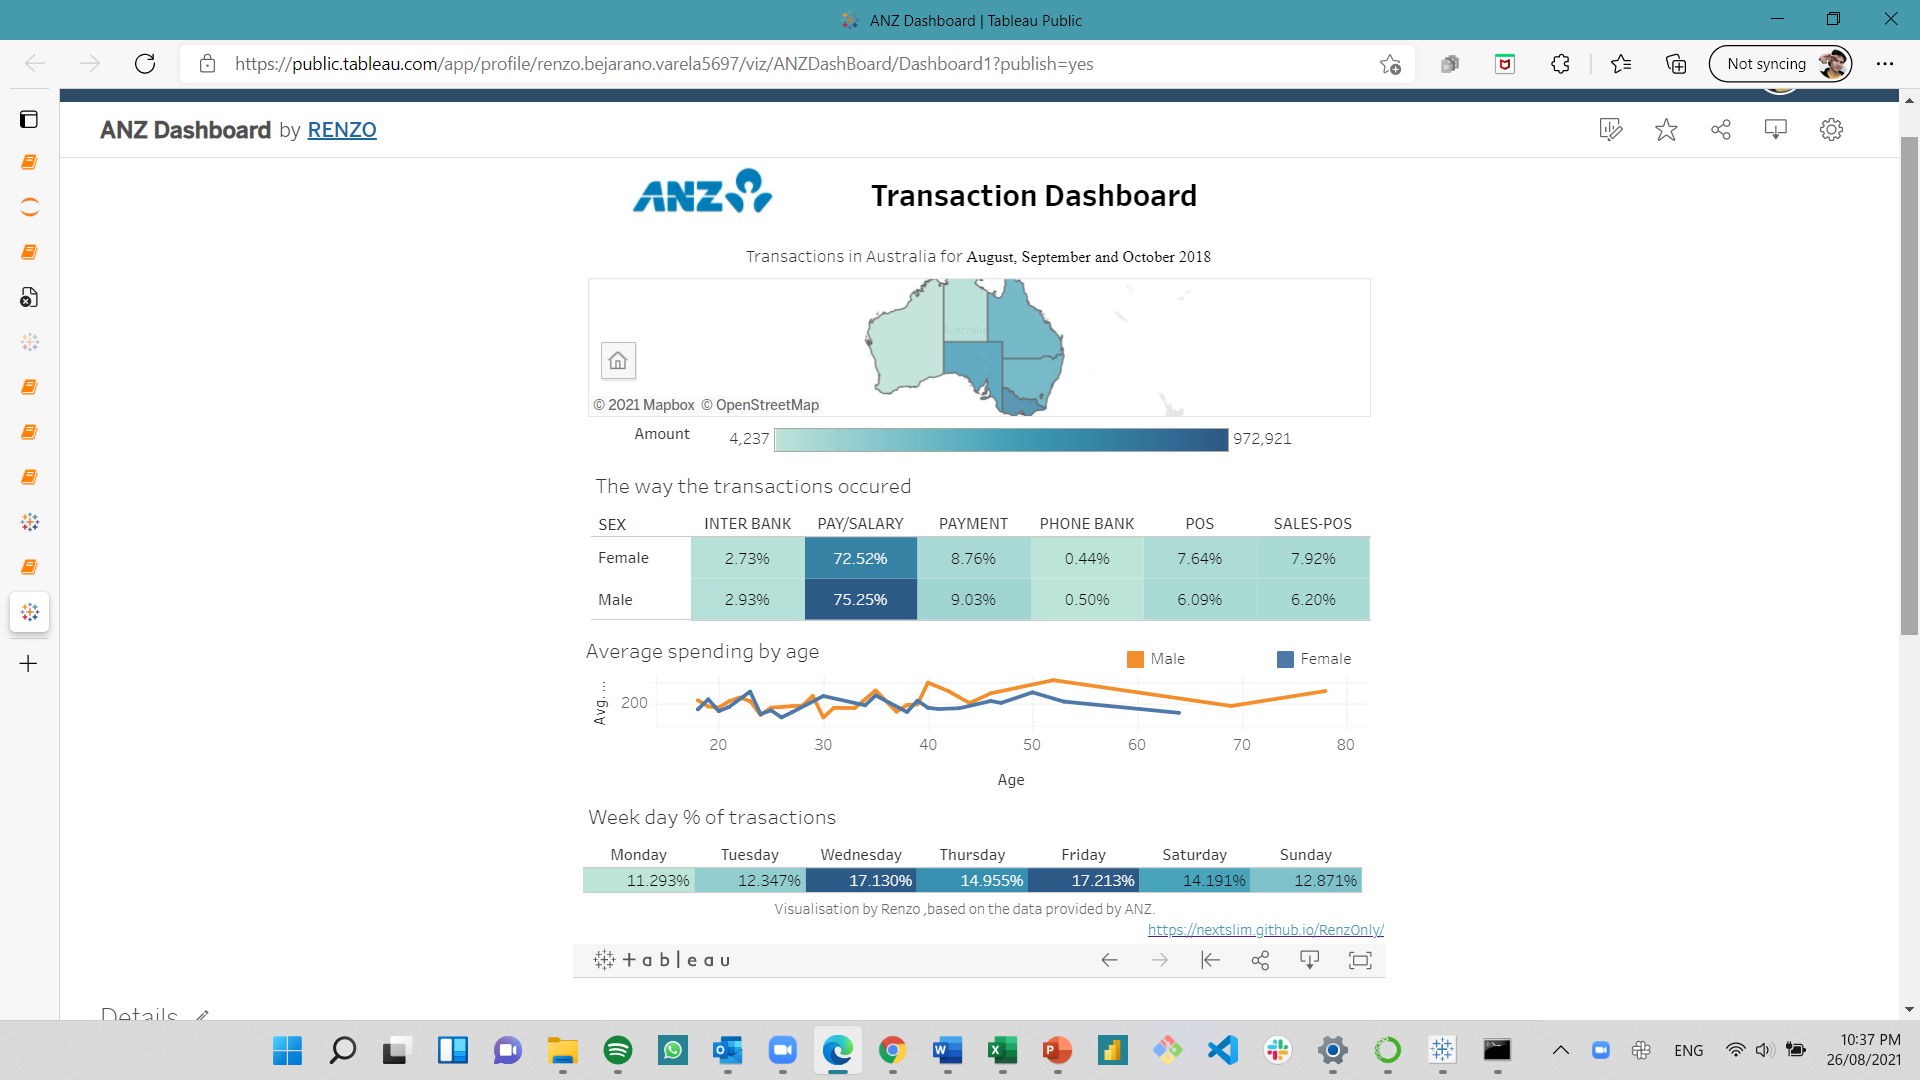 ANZ Dashboard | Tableau Public
https://public.tableau.com/app/profile/renzo.bejarano.varela5697/viz/ANZDashBoard/Dashboard1?publish=yes
Not syncing
ANZ Dashboard by RENZO
ANZ
Transaction Dashboard
Transactions in Australia for August, September and October 2018
Australia
© 2021 Mapbox © OpenStreetMap
Amount 4,237 972,921
The way the transactions occured
SEX INTER BANK PAY/SALARY PAYMENT PHONE BANK POS SALES-POS
Female 2.73% 72.52% 8.76% 0.44% 7.64% 7.92%
Male 2.93% 75.25% 9.03% 0.50% 6.09% 6.20%
Average spending by age
Male Female
Avg. ...
200
20 30 40 50 60 70 80
Age
Week day % of trasactions
Monday Tuesday Wednesday Thursday Friday Saturday Sunday
11.293% 12.347% 17.130% 14.955% 17.213% 14.191% 12.871%
Visualisation by Renzo ,based on the data provided by ANZ.
https://nextslim.github.io/RenzOnly/
+ableau
Details
ENG
10:37 PM
26/08/2021